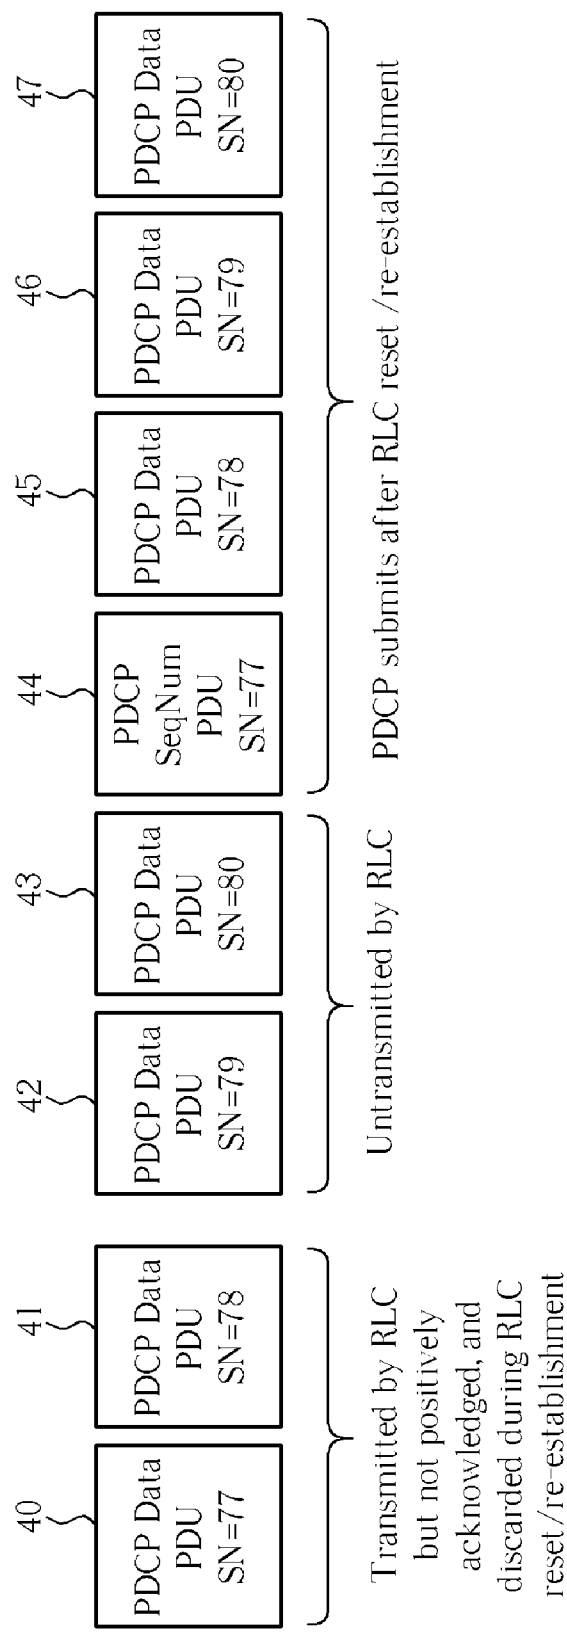 40
41
42
43
44
45
46
47
PDCP Data
PDU
SN=77
PDCP Data
PDU
SN=78
PDCP Data
PDU
SN=79
PDCP Data
PDU
SN=80
PDCP
SeqNum
PDU
SN=77
PDCP Data
PDU
SN=78
PDCP Data
PDU
SN=79
PDCP Data
PDU
SN=80
Transmitted by RLC
but not positively
acknowledged, and
discarded during RLC
reset/re-establishment
Untransmitted by RLC
PDCP submits after RLC reset /re-establishment